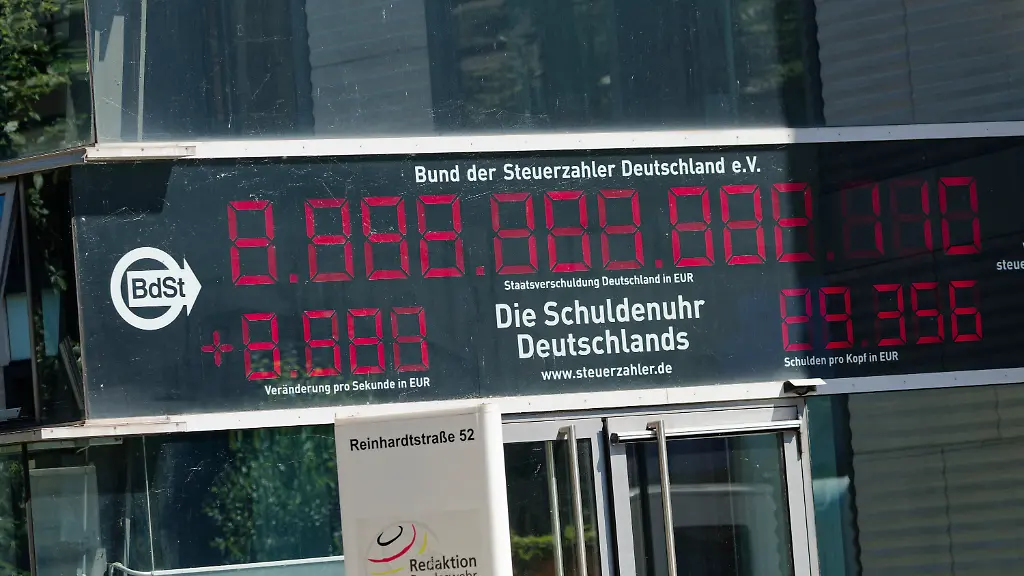 Bund der Steuerzahler Deutschland e.V.
BdSt
Staatsverschuldung Deutschland in EUR
steue
Die Schuldenuhr
Deutschlands
29.356
Veränderung pro Sekunde in EUR
www.steuerzahler.de
Schulden pro Kopf in EUR
Reinhardtstraße 52
Redaktion